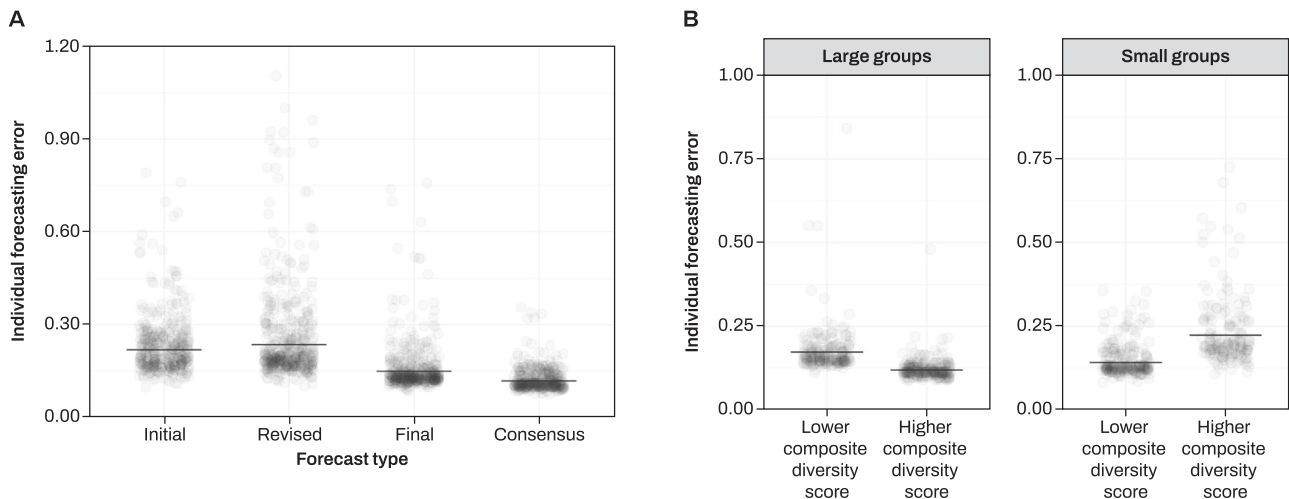 A
Individual forecasting error
1.20
0.90
0.60
0.30
0.00
Initial
Revised
Final
Consensus
Forecast type
B
Individual forecasting error
Large groups
1.00
0.75
0.50
0.25
0.00
Lower
composite
diversity
score
Higher
composite
diversity
score
Small groups
1.00
0.75
0.50
0.25
0.00
Lower
composite
diversity
score
Higher
composite
diversity
score